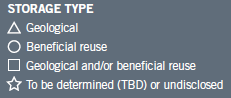 STORAGE TYPE
Geological
Beneficial reuse
Geological and/or beneficial reuse
To be determined (TBD) or undisclosed